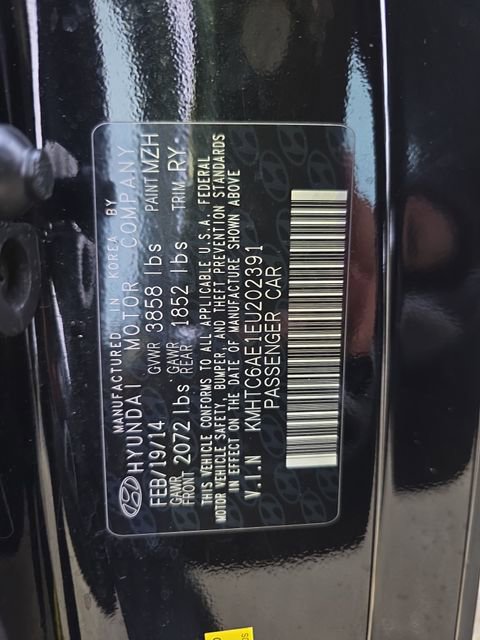 MANUFACTURED IN KOREA BY
HYUNDAI MOTOR COMPANY
FEB/19/14 GVWR 3858 lbs PAINT MZH
GAWR FRONT 2072 lbs GAWR REAR 1852 lbs TRIM RY
THIS VEHICLE CONFORMS TO ALL APPLICABLE U.S.A. FEDERAL
MOTOR VEHICLE SAFETY, BUMPER, AND THEFT PREVENTION STANDARDS
IN EFFECT ON THE DATE OF MANUFACTURE SHOWN ABOVE
V.I.N KMHTC6AE1EU202391
PASSENGER CAR